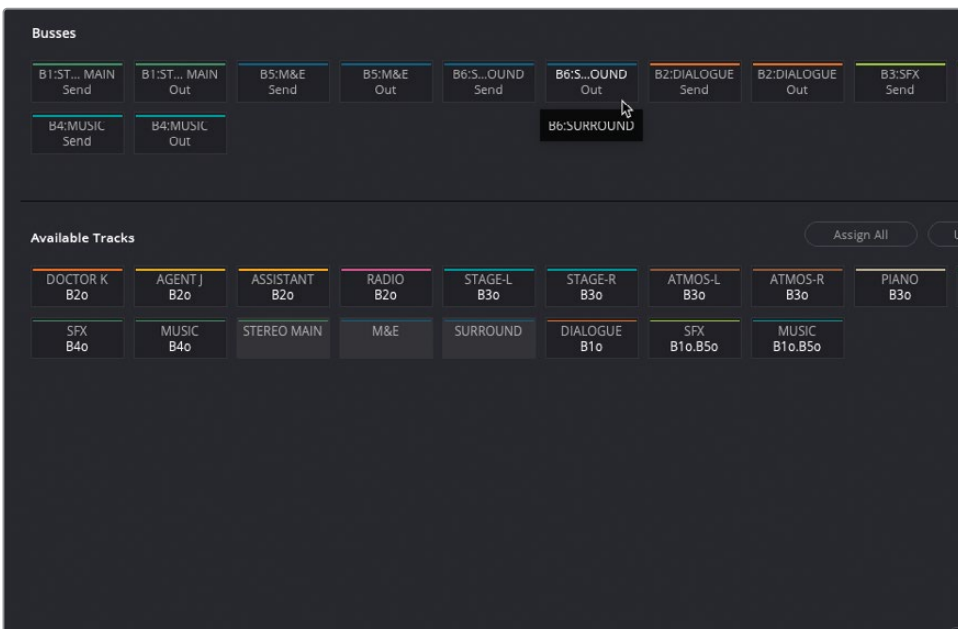 Busses
B1:ST... MAIN B1:ST... MAIN B5:M&E B5:M&E B6:S...OUND B6:S...OUND B2:DIALOGUE B2:DIALOGUE B3:SFX
Send Out Send Out Send Out Send Out Send
B4:MUSIC B4:MUSIC B6:SURROUND
Send Out
Available Tracks Assign All U
DOCTOR K AGENT J ASSISTANT RADIO STAGE-L STAGE-R ATMOS-L ATMOS-R PIANO
B2o B2o B2o B2o B3o B3o B3o B3o B3o
SFX MUSIC STEREO MAIN M&E SURROUND DIALOGUE SFX MUSIC
B4o B4o B1o B1o.B5o B1o.B5o